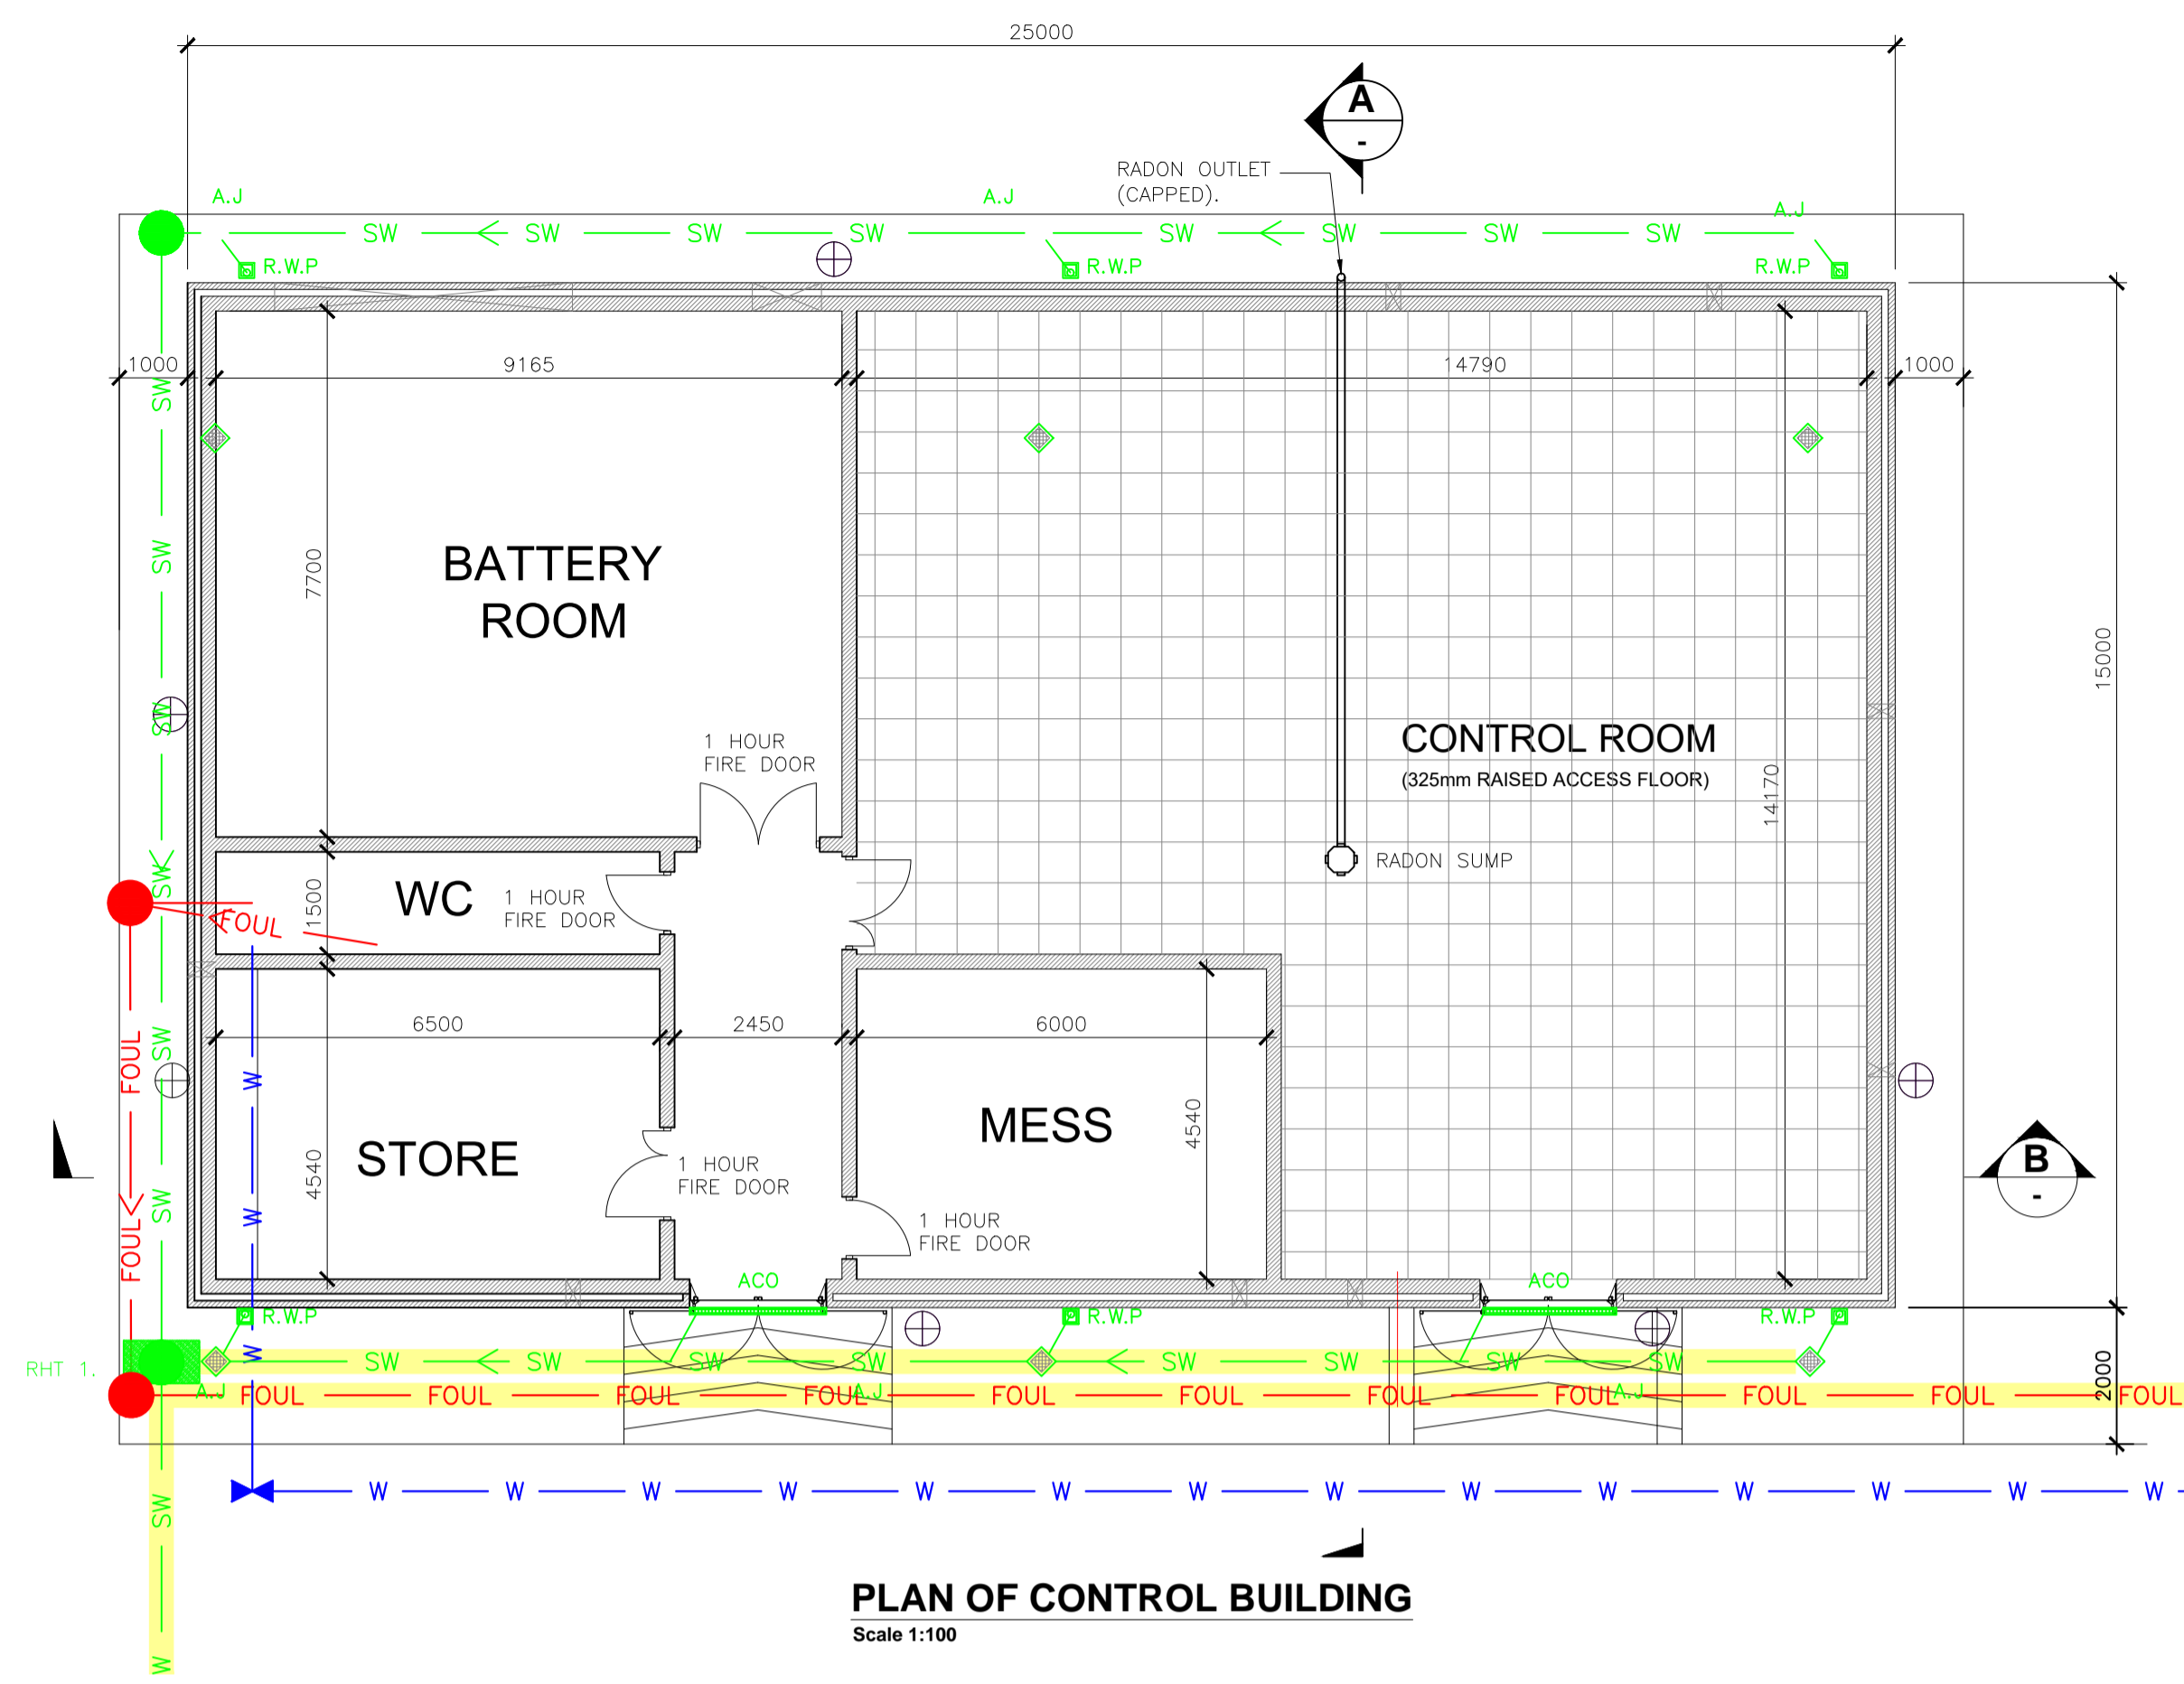 25000
A
-
RADON OUTLET
(CAPPED).
A.J
A.J
A.J
SW SW SW SW SW SW SW SW
R.W.P
R.W.P
R.W.P
1000
9165
14790
1000
SW
SW
SW
SW
SW
SW
7700
BATTERY
ROOM
15000
1 HOUR
FIRE DOOR
CONTROL ROOM
(325mm RAISED ACCESS FLOOR)
14170
RADON SUMP
WC
1500
1 HOUR
FIRE DOOR
FOUL
6500
2450
6000
FOUL
W
W
W
MESS
4540
STORE
4540
B
-
1 HOUR
FIRE DOOR
1 HOUR
FIRE DOOR
FOUL
ACO
ACO
R.W.P
R.W.P
R.W.P
RHT 1.
SW SW SW SW SW SW SW SW SW
A.J
A.J
A.J
FOUL FOUL FOUL FOUL FOUL FOUL FOUL FOUL FOUL FOUL FOUL
2000
W W W W W W W W W W W W W W
SW
W
PLAN OF CONTROL BUILDING
Scale 1:100